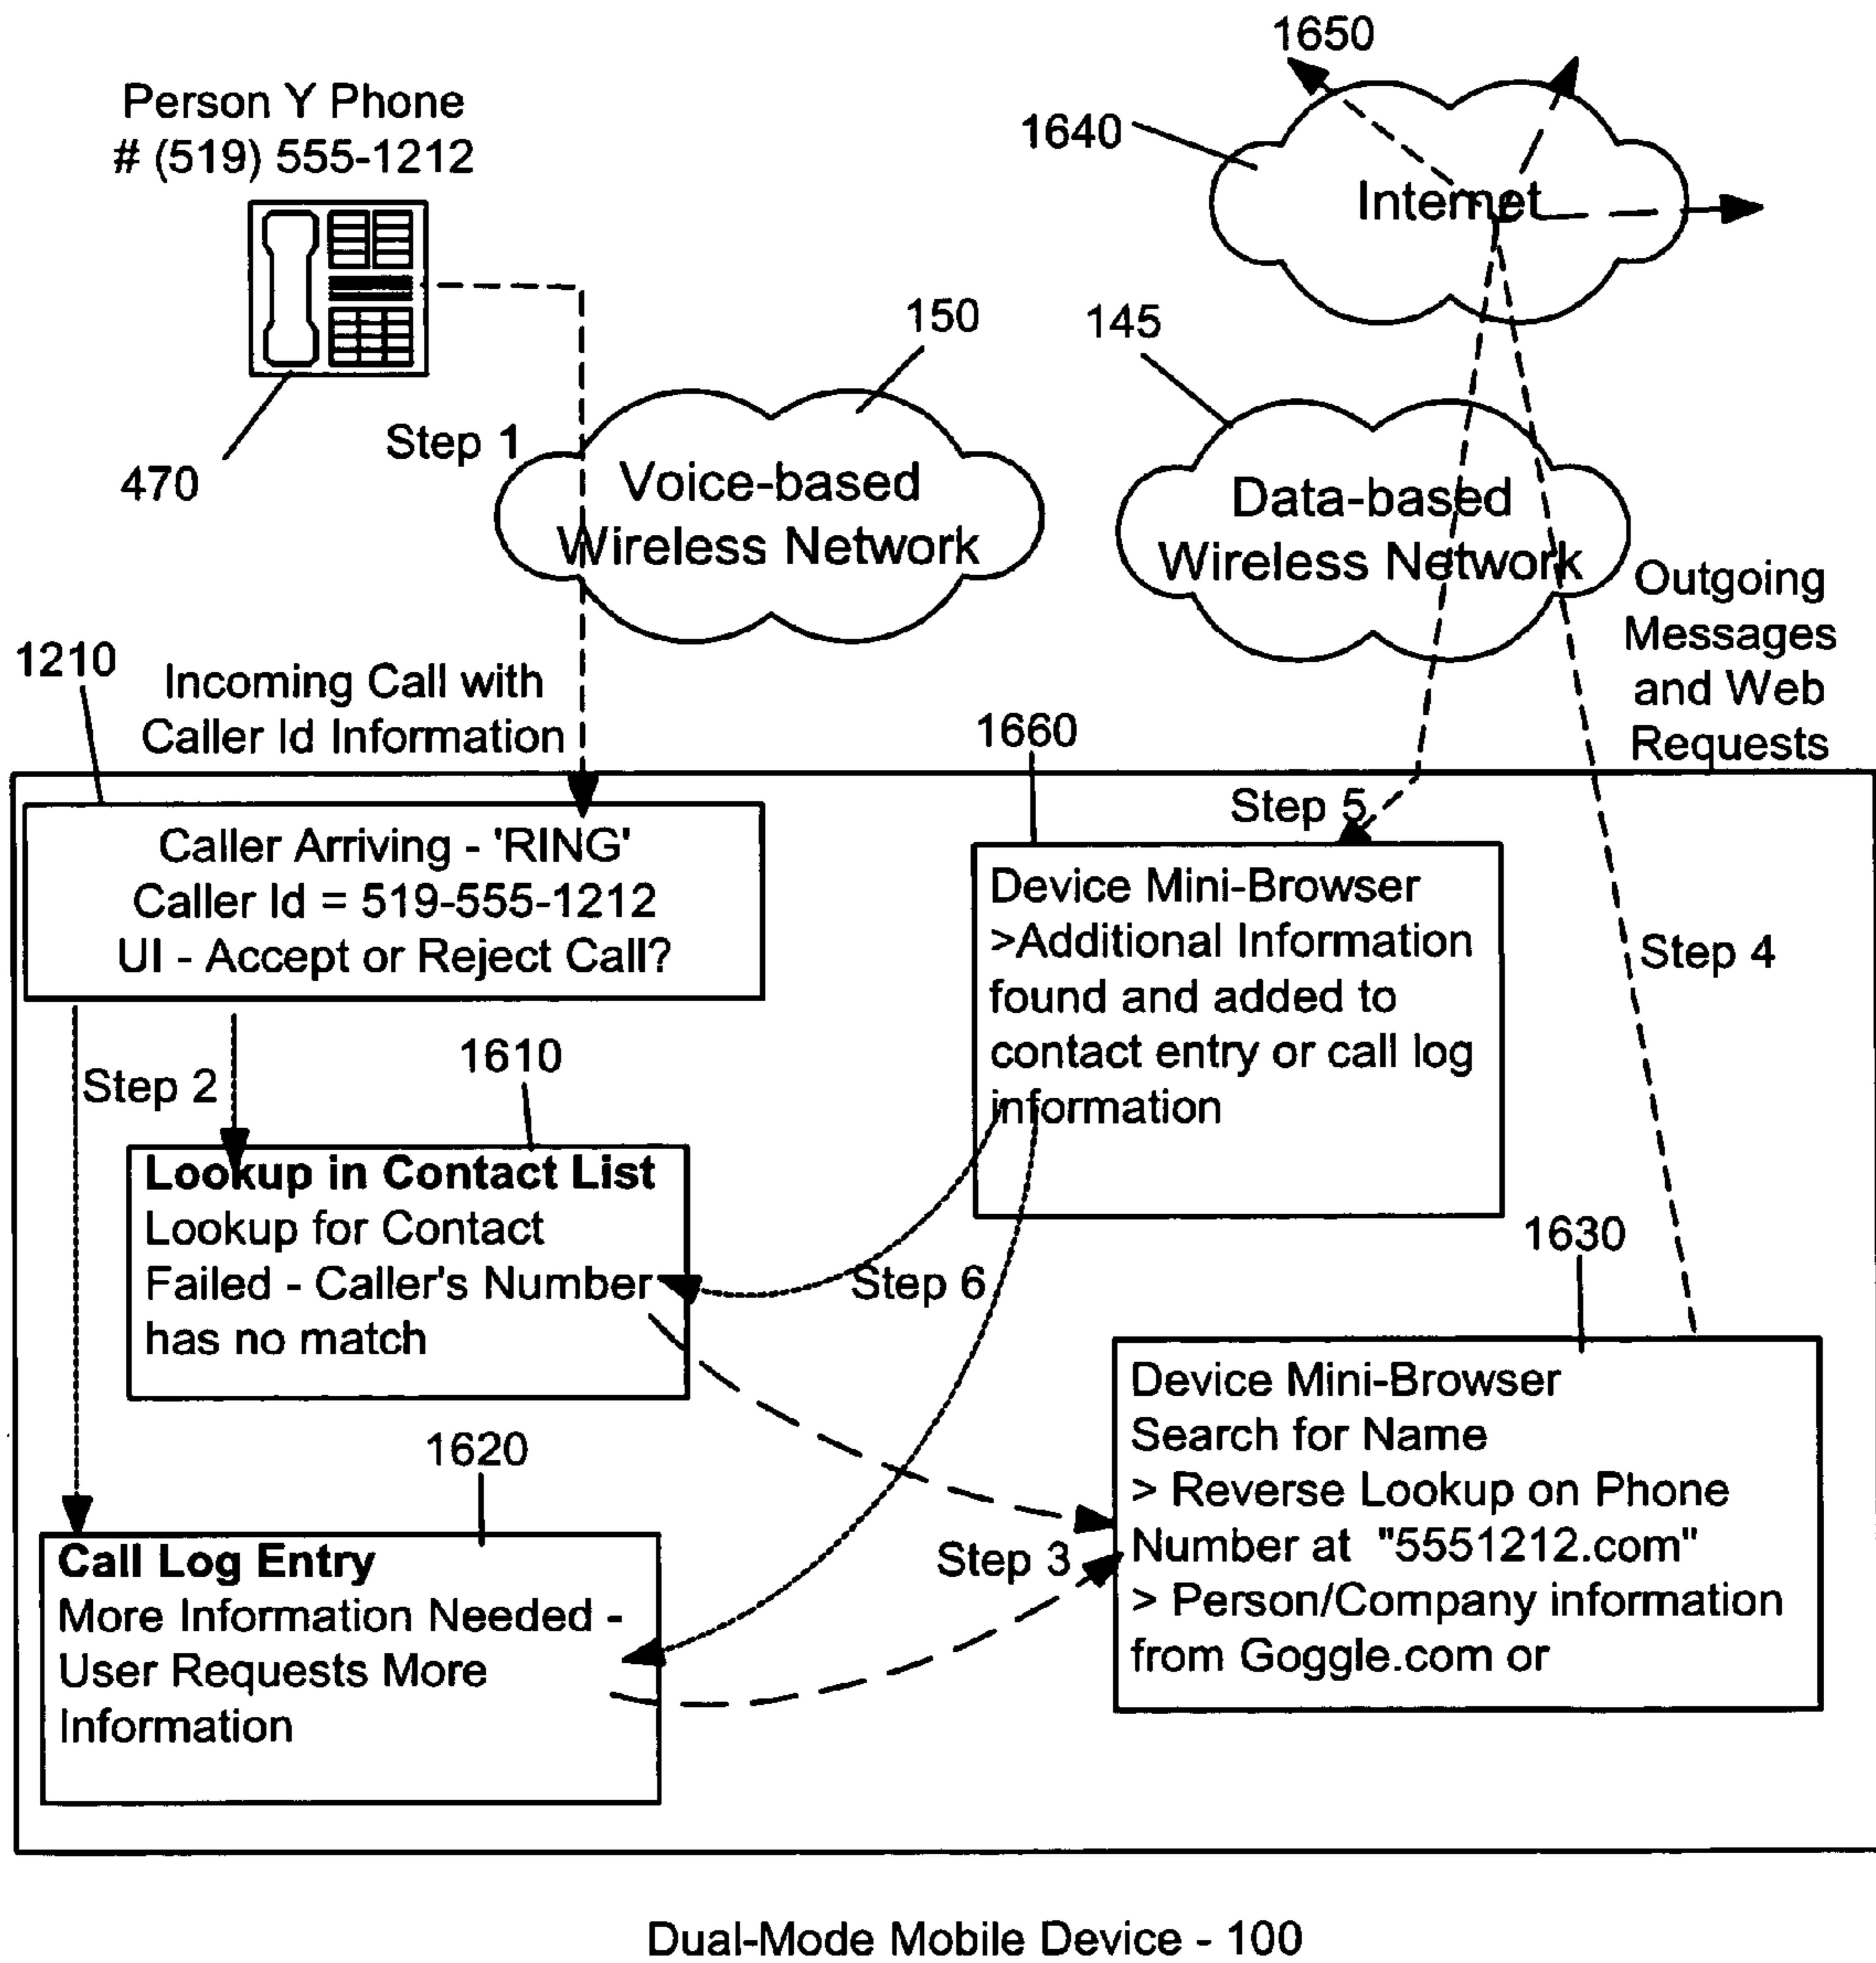 1650
Person Y Phone
# (519) 555-1212
1640
Internet
150
145
Step 1
470
Voice-based
Wireless Network
Data-based
Wireless Network
Outgoing
Messages
and Web
Requests
1210
Incoming Call with
Caller Id Information
1660
Step 5
Caller Arriving - 'RING'
Caller Id = 519-555-1212
UI - Accept or Reject Call?
Device Mini-Browser
>Additional Information
found and added to
contact entry or call log
information
Step 4
Step 2
1610
Lookup in Contact List
Lookup for Contact
Failed - Caller's Number
has no match
Step 6
1630
Device Mini-Browser
Search for Name
> Reverse Lookup on Phone
Number at "5551212.com"
> Person/Company information
from Goggle.com or
1620
Step 3
Call Log Entry
More Information Needed -
User Requests More
Information
Dual-Mode Mobile Device - 100